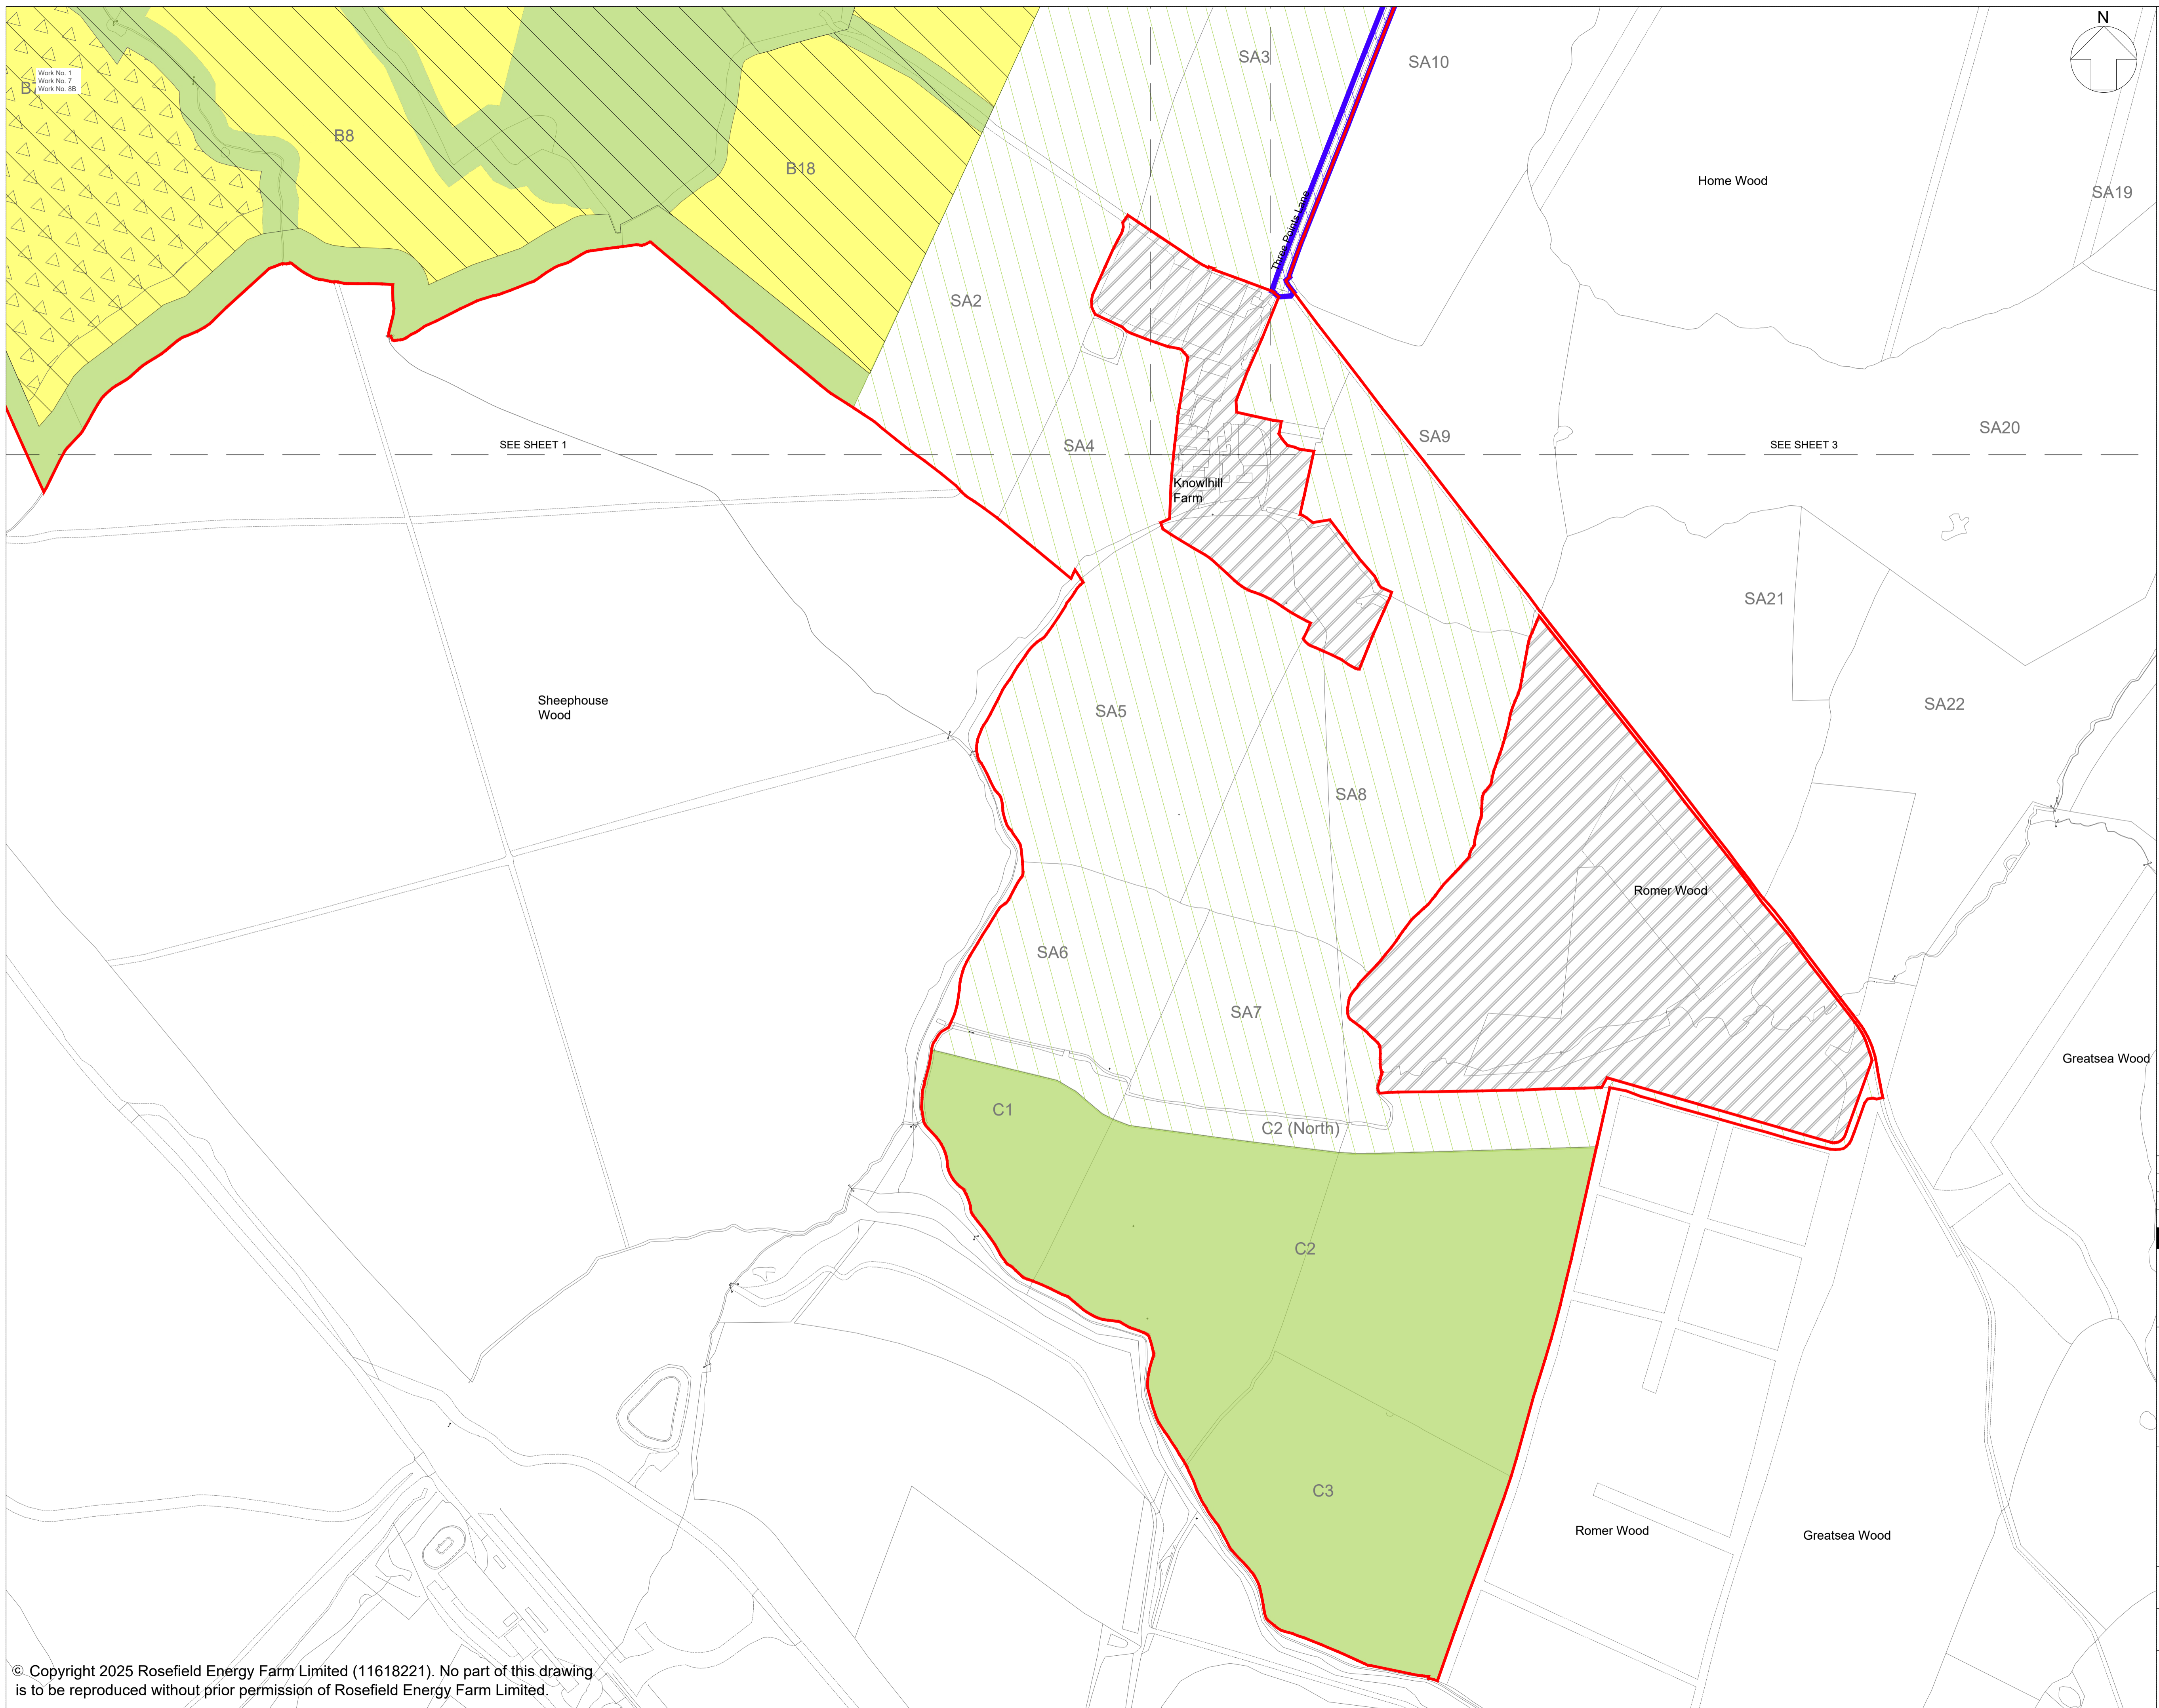 N
SA3
SA10
Work No. 1
Work No. 7
Work No. 8B
B8
B18
Home Wood
SA19
Three Points Lane
SA2
SEE SHEET 1
SA4
SA9
SEE SHEET 3
SA20
Knowlhill
Farm
SA21
Sheephouse
Wood
SA5
SA22
SA8
Romer Wood
SA6
SA7
Greatsea Wood
C1
C2 (North)
C2
C3
Romer Wood
Greatsea Wood
© Copyright 2025 Rosefield Energy Farm Limited (11618221). No part of this drawing
is to be reproduced without prior permission of Rosefield Energy Farm Limited.